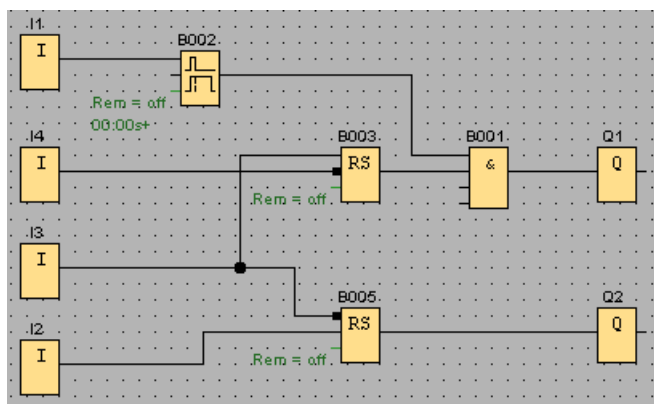 I1
I
B002
Rem = off
00:00s+
I4
I
B003
RS
Rem = off
B001
&
Q1
Q
I3
I
B005
RS
Rem = off
Q2
Q
I2
I